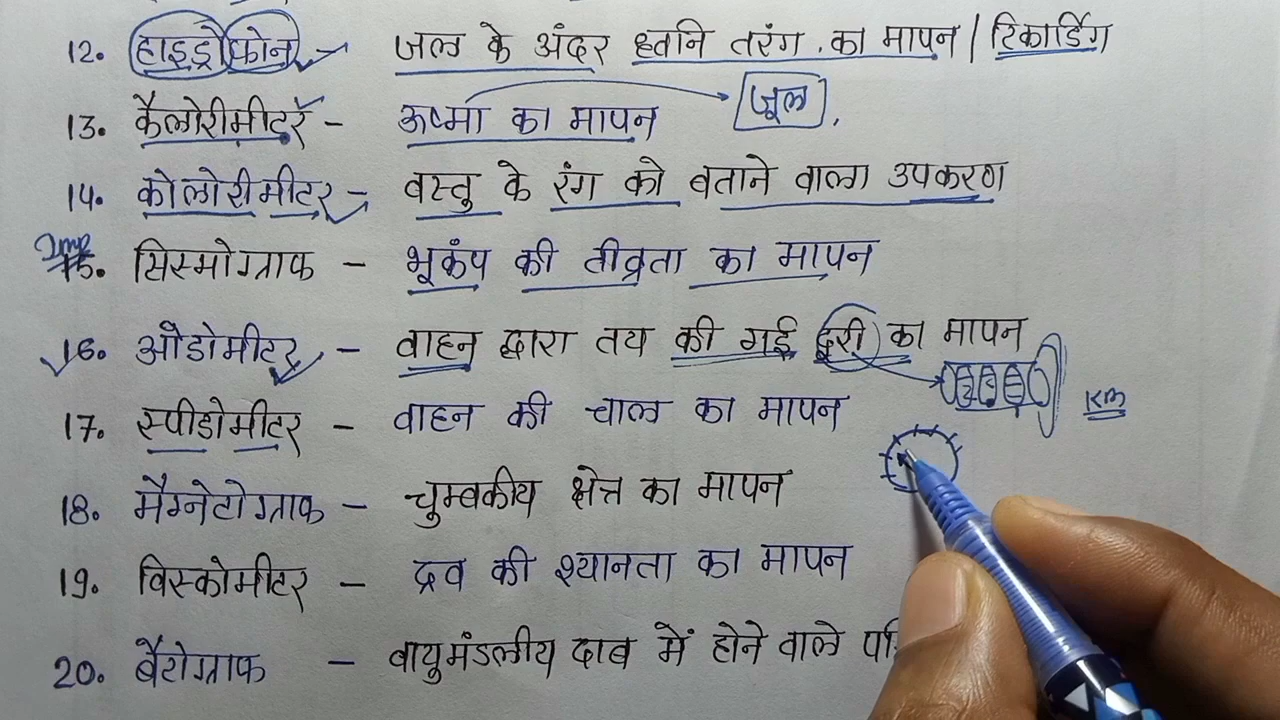 12. हाइड्रोफोन - जल के अंदर ध्वनि तरंग का मापन / रिकार्डिंग
13. कैलोरीमीटर - ऊष्मा का मापन जूल
14. कोलोरीमीटर - वस्तु के रंग को बताने वाला उपकरण
Imp
15. सिस्मोग्राफ - भूकंप की तीव्रता का मापन
16. ओडोमीटर - वाहन द्वारा तय की गई दूरी का मापन
KM
17. स्पीडोमीटर - वाहन की चाल का मापन
18. मैग्नेटोग्राफ - चुम्बकीय क्षेत्र का मापन
19. विस्कोमीटर - द्रव की श्यानता का मापन
20. बैरोग्राफ - वायुमंडलीय दाब में होने वाले